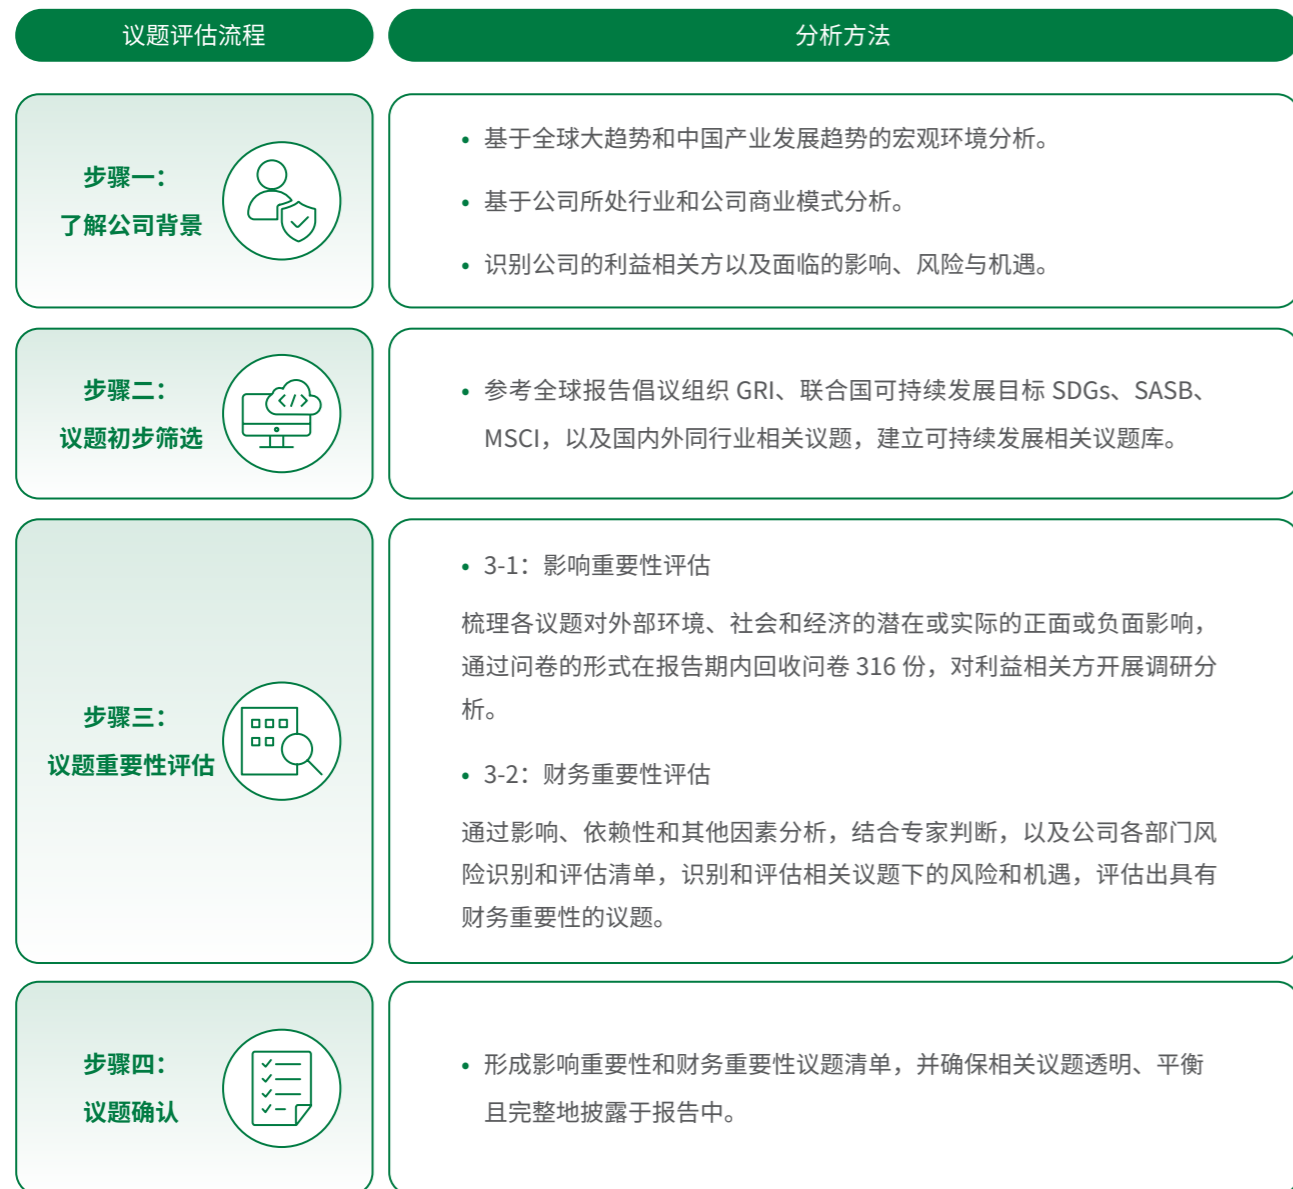 议题评估流程
分析方法
步骤一：
了解公司背景
• 基于全球大趋势和中国产业发展趋势的宏观环境分析。
• 基于公司所处行业和公司商业模式分析。
• 识别公司的利益相关方以及面临的影响、风险与机遇。
步骤二：
议题初步筛选
• 参考全球报告倡议组织 GRI、联合国可持续发展目标 SDGs、SASB、
MSCI，以及国内外同行业相关议题，建立可持续发展相关议题库。
步骤三：
议题重要性评估
• 3-1：影响重要性评估
梳理各议题对外部环境、社会和经济的潜在或实际的正面或负面影响，
通过问卷的形式在报告期内回收问卷 316 份，对利益相关方开展调研分
析。
• 3-2：财务重要性评估
通过影响、依赖性和其他因素分析，结合专家判断，以及公司各部门风
险识别和评估清单，识别和评估相关议题下的风险和机遇，评估出具有
财务重要性的议题。
步骤四：
议题确认
• 形成影响重要性和财务重要性议题清单，并确保相关议题透明、平衡
且完整地披露于报告中。